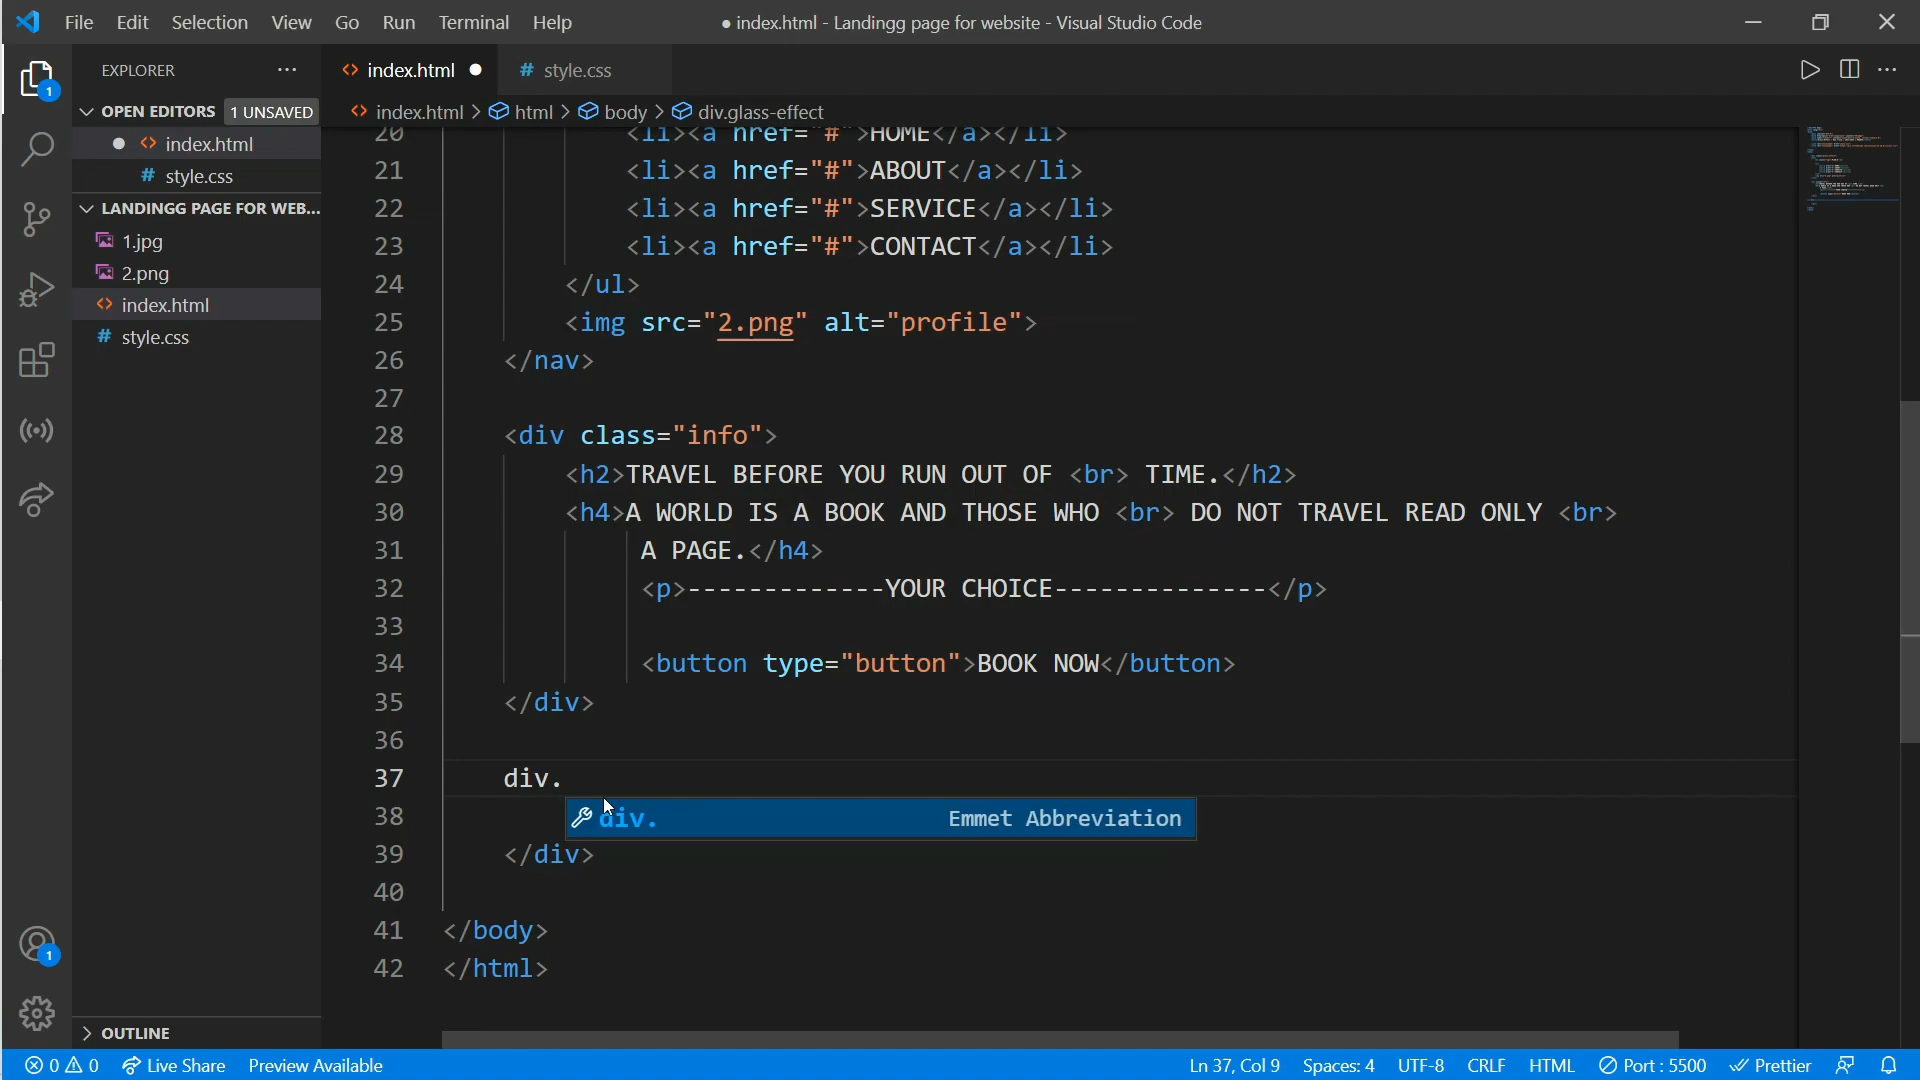 File Edit Selection View Go Run Terminal Help
● index.html - Landingg page for website - Visual Studio Code
EXPLORER ···
index.html ●
# style.css
OPEN EDITORS 1 UNSAVED
index.html > html > body > div.glass-effect
● <> index.html
# style.css
LANDINGG PAGE FOR WEB...
1.jpg
2.png
<> index.html
# style.css
20 <li><a href="#">HOME</a></li>
21 <li><a href="#">ABOUT</a></li>
22 <li><a href="#">SERVICE</a></li>
23 <li><a href="#">CONTACT</a></li>
24 </ul>
25 <img src="2.png" alt="profile">
26 </nav>
27
28 <div class="info">
29 <h2>TRAVEL BEFORE YOU RUN OUT OF <br> TIME.</h2>
30 <h4>A WORLD IS A BOOK AND THOSE WHO <br> DO NOT TRAVEL READ ONLY <br>
31 A PAGE.</h4>
32 <p>-------------YOUR CHOICE--------------</p>
33
34 <button type="button">BOOK NOW</button>
35 </div>
36
37 div.
38 div. Emmet Abbreviation
39 </div>
40
41 </body>
42 </html>
1
1
OUTLINE
0 0 Live Share Preview Available
Ln 37, Col 9 Spaces: 4 UTF-8 CRLF HTML Port : 5500 Prettier